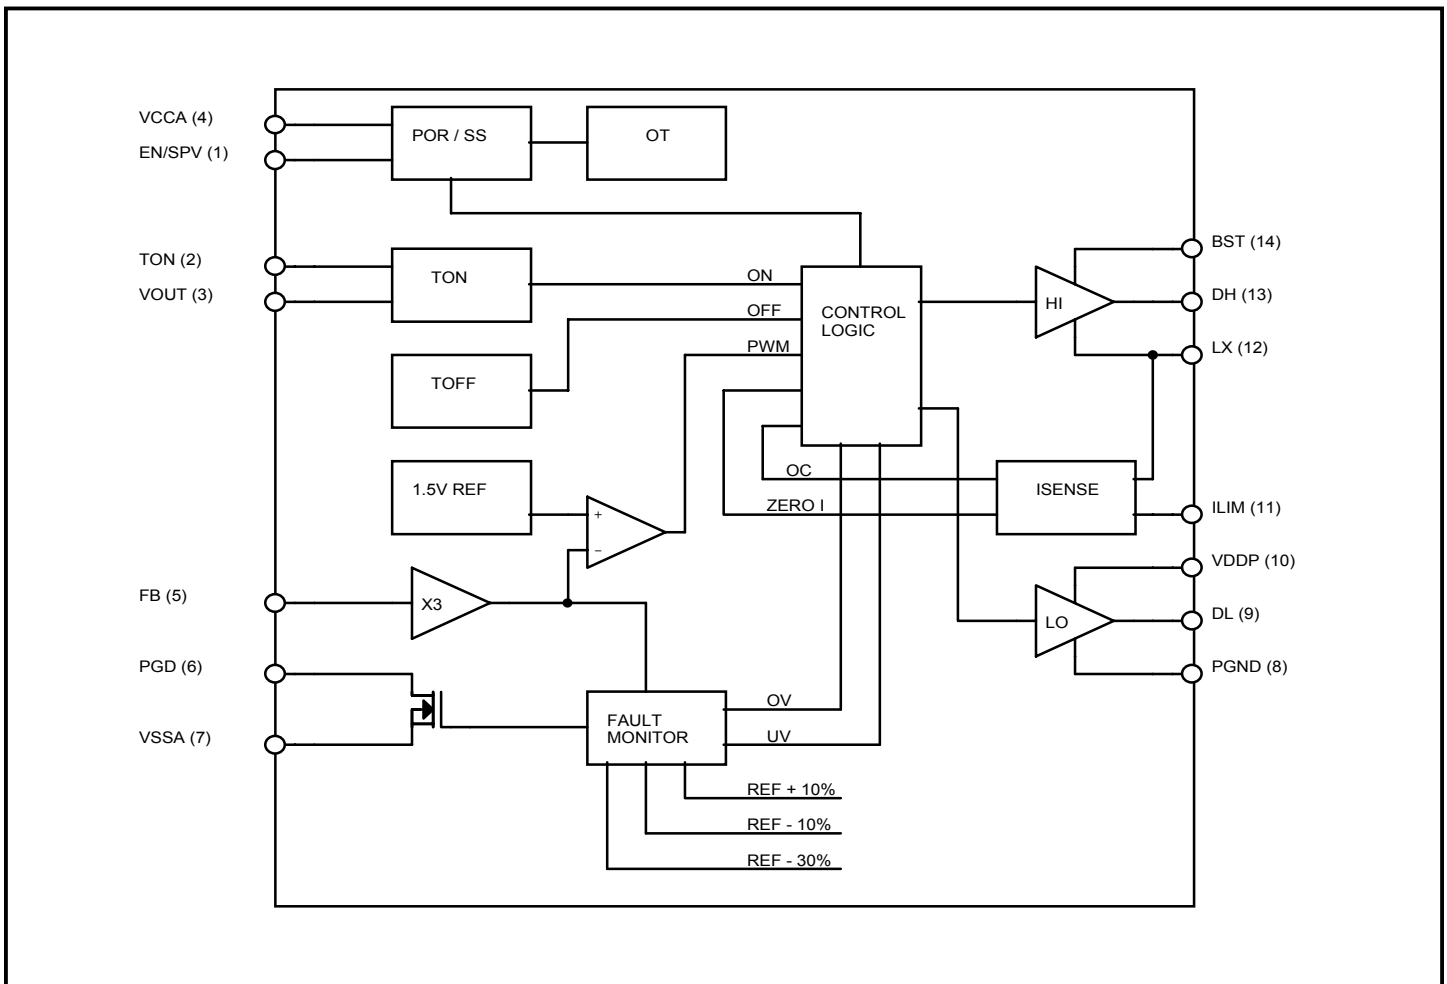 VCCA (4)
EN/SPV (1)
POR / SS
OT
TON (2)
VOUT (3)
TON
ON
OFF
PWM
CONTROL
LOGIC
HI
BST (14)
DH (13)
LX (12)
TOFF
1.5V REF
+
−
OC
ZERO I
ISENSE
ILIM (11)
VDDP (10)
FB (5)
X3
LO
DL (9)
PGD (6)
PGND (8)
VSSA (7)
FAULT
MONITOR
OV
UV
REF + 10%
REF - 10%
REF - 30%